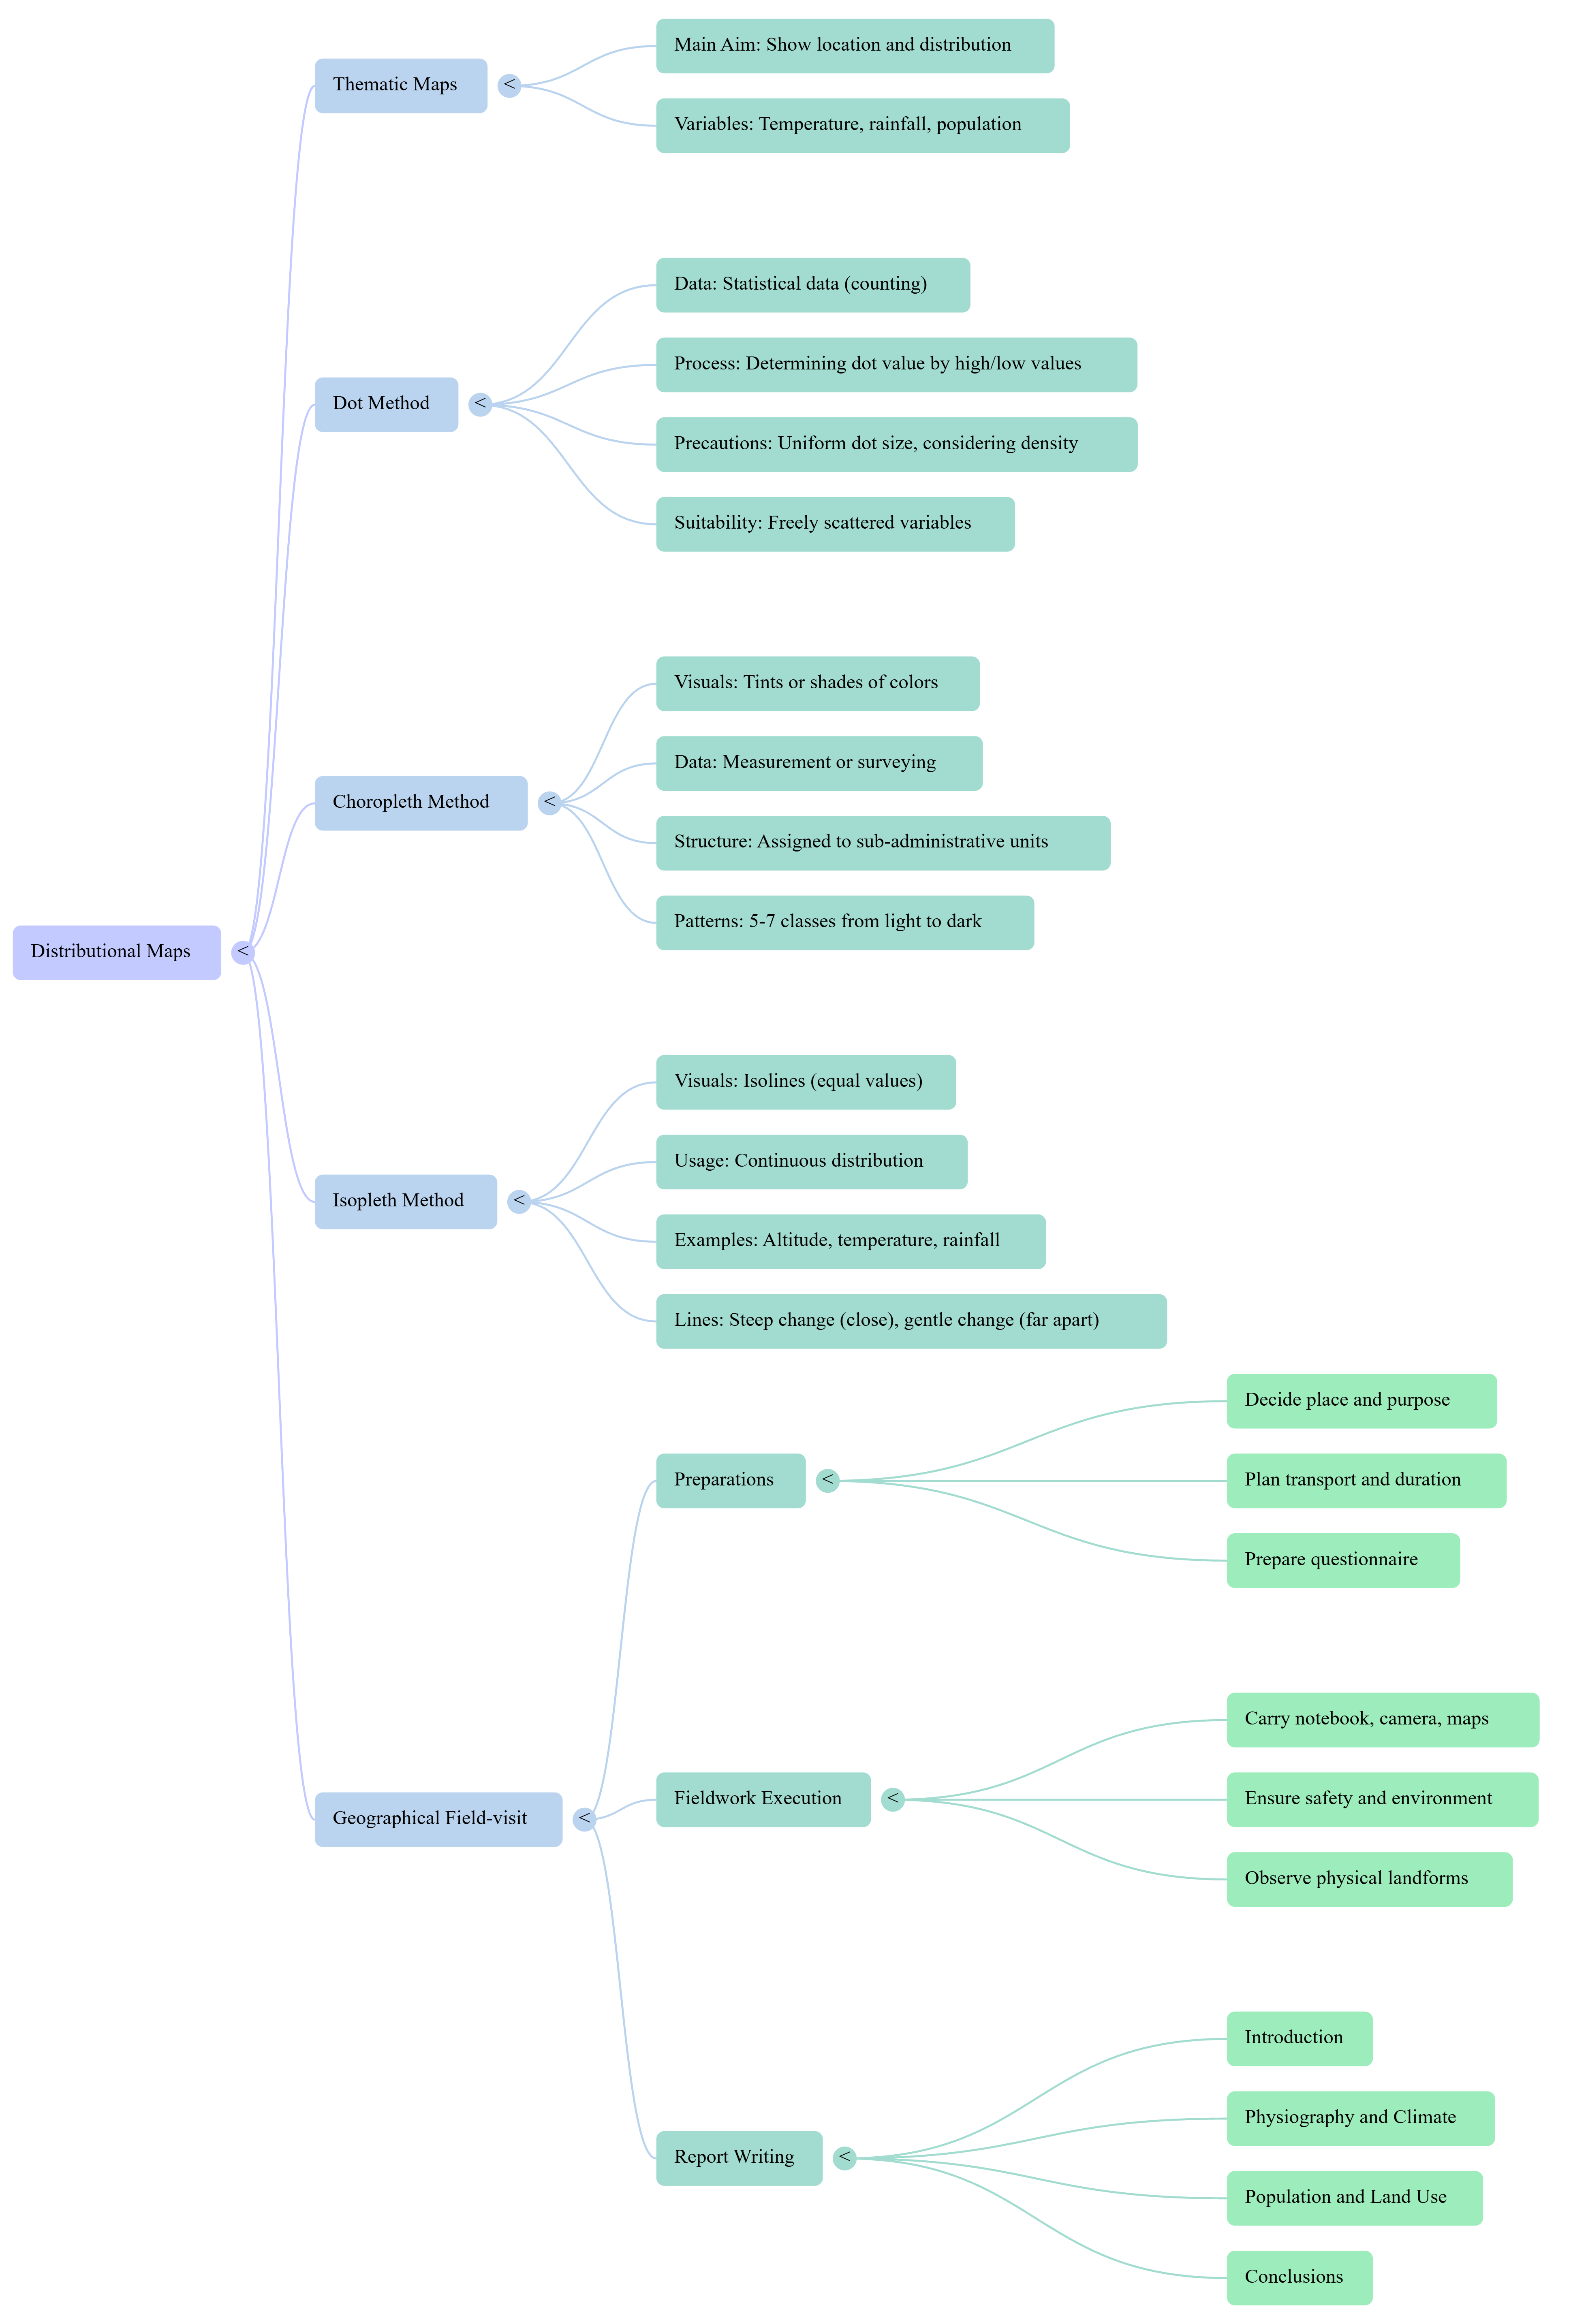 Distributional Maps
<
Thematic Maps
<
Main Aim: Show location and distribution
Variables: Temperature, rainfall, population
Dot Method
<
Data: Statistical data (counting)
Process: Determining dot value by high/low values
Precautions: Uniform dot size, considering density
Suitability: Freely scattered variables
Choropleth Method
<
Visuals: Tints or shades of colors
Data: Measurement or surveying
Structure: Assigned to sub-administrative units
Patterns: 5-7 classes from light to dark
Isopleth Method
<
Visuals: Isolines (equal values)
Usage: Continuous distribution
Examples: Altitude, temperature, rainfall
Lines: Steep change (close), gentle change (far apart)
Geographical Field-visit
<
Preparations
<
Decide place and purpose
Plan transport and duration
Prepare questionnaire
Fieldwork Execution
<
Carry notebook, camera, maps
Ensure safety and environment
Observe physical landforms
Report Writing
<
Introduction
Physiography and Climate
Population and Land Use
Conclusions